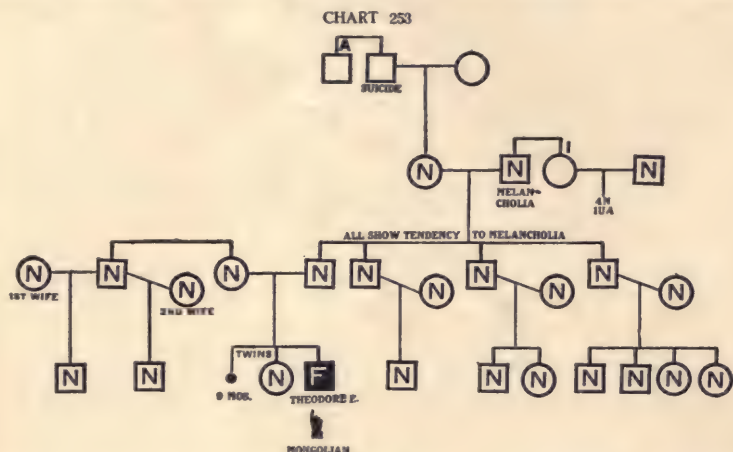 CHART 253
A
SUICIDE
N
N
I
N
MELAN-
CHOLIA
4N
1UA
ALL SHOW TENDENCY TO MELANCHOLIA
N
N
N
N
N
N
N
N
N
N
N
1ST WIFE
2ND WIFE
N
N
TWINS
N
F
N
N
N
N
N
N
N
9 MOS.
THEODORE E.
MONGOLIAN